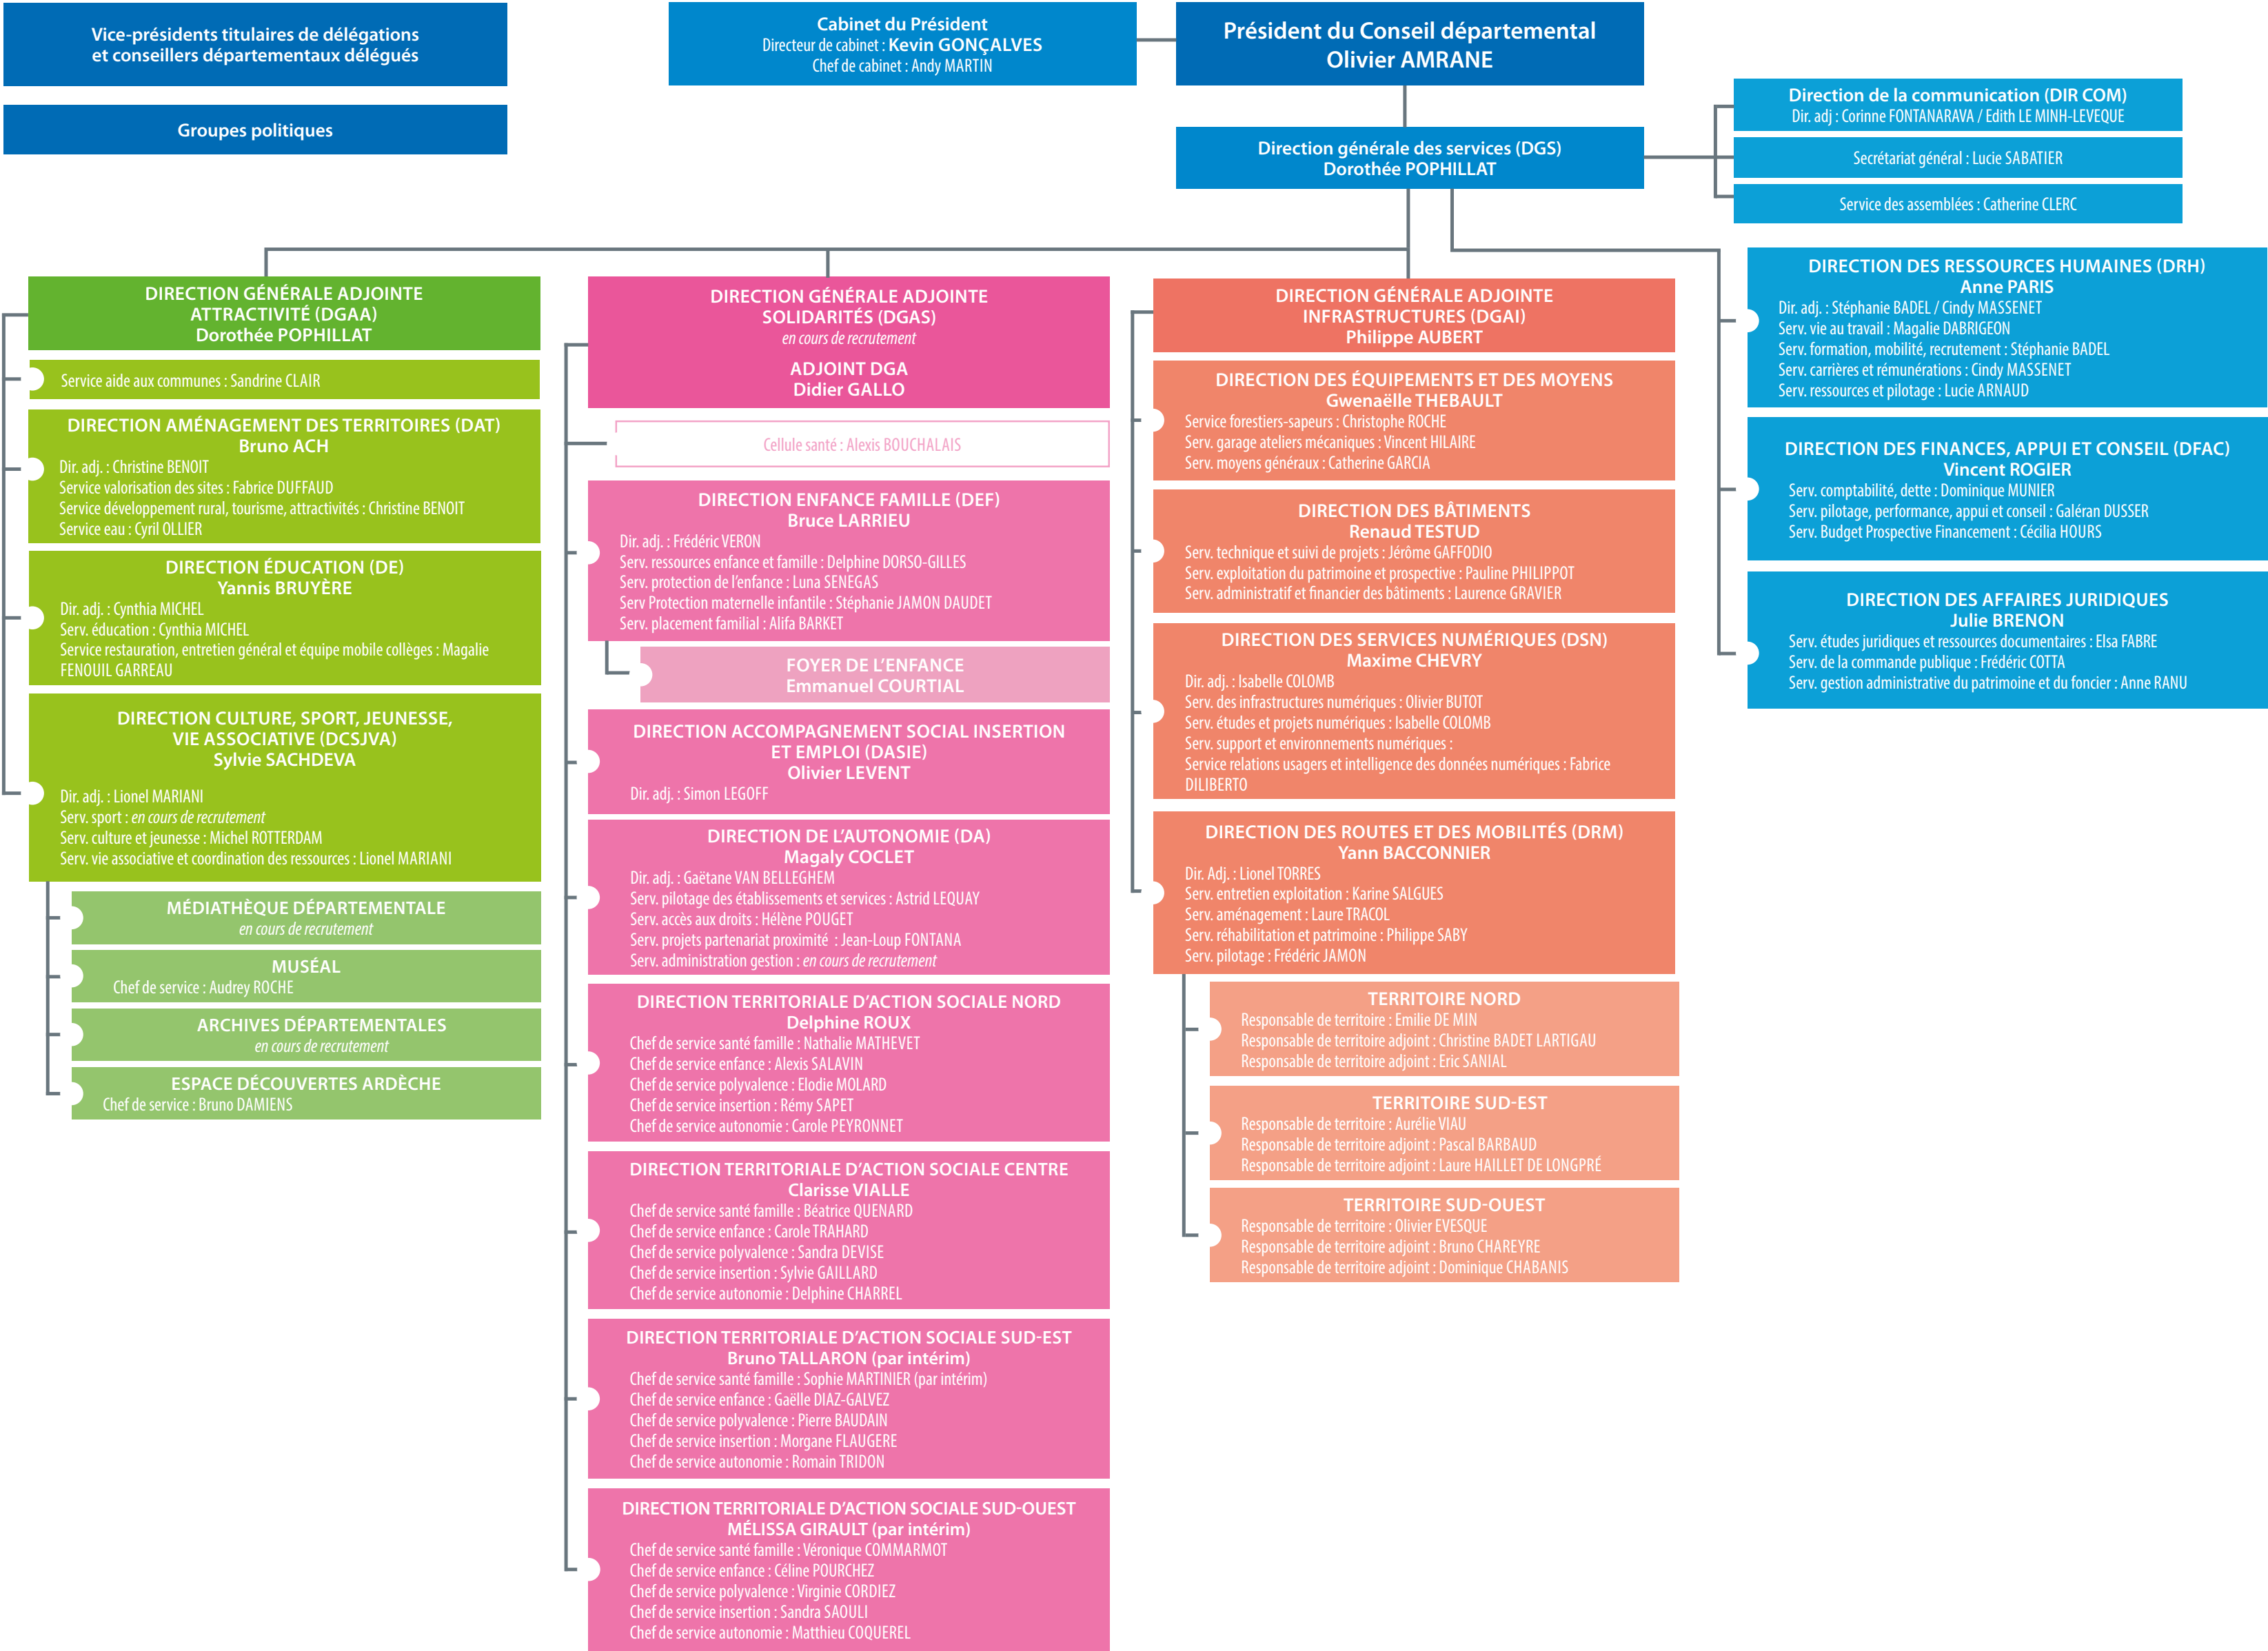 Vice-présidents titulaires de délégations
et conseillers départementaux délégués
Groupes politiques
Cabinet du Président
Directeur de cabinet : Kevin GONÇALVES
Chef de cabinet : Andy MARTIN
Président du Conseil départemental
Olivier AMRANE
Direction générale des services (DGS)
Dorothée POPHILLAT
Direction de la communication (DIR COM)
Dir. adj : Corinne FONTANARAVA / Edith LE MINH-LEVEQUE
Secrétariat général : Lucie SABATIER
Service des assemblées : Catherine CLERC
DIRECTION GÉNÉRALE ADJOINTE
ATTRACTIVITÉ (DGAA)
Dorothée POPHILLAT
Service aide aux communes : Sandrine CLAIR
DIRECTION AMÉNAGEMENT DES TERRITOIRES (DAT)
Bruno ACH
Dir. adj. : Christine BENOIT
Service valorisation des sites : Fabrice DUFFAUD
Service développement rural, tourisme, attractivités : Christine BENOIT
Service eau : Cyril OLLIER
DIRECTION ÉDUCATION (DE)
Yannis BRUYÈRE
Dir. adj. : Cynthia MICHEL
Serv. éducation : Cynthia MICHEL
Service restauration, entretien général et équipe mobile collèges : Magalie
FENOUIL GARREAU
DIRECTION CULTURE, SPORT, JEUNESSE,
VIE ASSOCIATIVE (DCSJVA)
Sylvie SACHDEVA
Dir. adj. : Lionel MARIANI
Serv. sport : en cours de recrutement
Serv. culture et jeunesse : Michel ROTTERDAM
Serv. vie associative et coordination des ressources : Lionel MARIANI
MÉDIATHÈQUE DÉPARTEMENTALE
en cours de recrutement
MUSÉAL
Chef de service : Audrey ROCHE
ARCHIVES DÉPARTEMENTALES
en cours de recrutement
ESPACE DÉCOUVERTES ARDÈCHE
Chef de service : Bruno DAMIENS
DIRECTION GÉNÉRALE ADJOINTE
SOLIDARITÉS (DGAS)
en cours de recrutement
ADJOINT DGA
Didier GALLO
Cellule santé : Alexis BOUCHALAIS
DIRECTION ENFANCE FAMILLE (DEF)
Bruce LARRIEU
Dir. adj. : Frédéric VERON
Serv. ressources enfance et famille : Delphine DORSO-GILLES
Serv. protection de l’enfance : Luna SENEGAS
Serv Protection maternelle infantile : Stéphanie JAMON DAUDET
Serv. placement familial : Alifa BARKET
FOYER DE L’ENFANCE
Emmanuel COURTIAL
DIRECTION ACCOMPAGNEMENT SOCIAL INSERTION
ET EMPLOI (DASIE)
Olivier LEVENT
Dir. adj. : Simon LEGOFF
DIRECTION DE L’AUTONOMIE (DA)
Magaly COCLET
Dir. adj. : Gaëtane VAN BELLEGHEM
Serv. pilotage des établissements et services : Astrid LEQUAY
Serv. accès aux droits : Hélène POUGET
Serv. projets partenariat proximité : Jean-Loup FONTANA
Serv. administration gestion : en cours de recrutement
DIRECTION TERRITORIALE D’ACTION SOCIALE NORD
Delphine ROUX
Chef de service santé famille : Nathalie MATHEVET
Chef de service enfance : Alexis SALAVIN
Chef de service polyvalence : Elodie MOLARD
Chef de service insertion : Rémy SAPET
Chef de service autonomie : Carole PEYRONNET
DIRECTION TERRITORIALE D’ACTION SOCIALE CENTRE
Clarisse VIALLE
Chef de service santé famille : Béatrice QUENARD
Chef de service enfance : Carole TRAHARD
Chef de service polyvalence : Sandra DEVISE
Chef de service insertion : Sylvie GAILLARD
Chef de service autonomie : Delphine CHARREL
DIRECTION TERRITORIALE D’ACTION SOCIALE SUD-EST
Bruno TALLARON (par intérim)
Chef de service santé famille : Sophie MARTINIER (par intérim)
Chef de service enfance : Gaëlle DIAZ-GALVEZ
Chef de service polyvalence : Pierre BAUDAIN
Chef de service insertion : Morgane FLAUGERE
Chef de service autonomie : Romain TRIDON
DIRECTION TERRITORIALE D’ACTION SOCIALE SUD-OUEST
MÉLISSA GIRAULT (par intérim)
Chef de service santé famille : Véronique COMMARMOT
Chef de service enfance : Céline POURCHEZ
Chef de service polyvalence : Virginie CORDIEZ
Chef de service insertion : Sandra SAOULI
Chef de service autonomie : Matthieu COQUEREL
DIRECTION GÉNÉRALE ADJOINTE
INFRASTRUCTURES (DGAI)
Philippe AUBERT
DIRECTION DES ÉQUIPEMENTS ET DES MOYENS
Gwenaëlle THEBAULT
Service forestiers-sapeurs : Christophe ROCHE
Serv. garage ateliers mécaniques : Vincent HILAIRE
Serv. moyens généraux : Catherine GARCIA
DIRECTION DES BÂTIMENTS
Renaud TESTUD
Serv. technique et suivi de projets : Jérôme GAFFODIO
Serv. exploitation du patrimoine et prospective : Pauline PHILIPPOT
Serv. administratif et financier des bâtiments : Laurence GRAVIER
DIRECTION DES SERVICES NUMÉRIQUES (DSN)
Maxime CHEVRY
Dir. adj. : Isabelle COLOMB
Serv. des infrastructures numériques : Olivier BUTOT
Serv. études et projets numériques : Isabelle COLOMB
Serv. support et environnements numériques :
Service relations usagers et intelligence des données numériques : Fabrice
DILIBERTO
DIRECTION DES ROUTES ET DES MOBILITÉS (DRM)
Yann BACCONNIER
Dir. Adj. : Lionel TORRES
Serv. entretien exploitation : Karine SALGUES
Serv. aménagement : Laure TRACOL
Serv. réhabilitation et patrimoine : Philippe SABY
Serv. pilotage : Frédéric JAMON
TERRITOIRE NORD
Responsable de territoire : Emilie DE MIN
Responsable de territoire adjoint : Christine BADET LARTIGAU
Responsable de territoire adjoint : Eric SANIAL
TERRITOIRE SUD-EST
Responsable de territoire : Aurélie VIAU
Responsable de territoire adjoint : Pascal BARBAUD
Responsable de territoire adjoint : Laure HAILLET DE LONGPRÉ
TERRITOIRE SUD-OUEST
Responsable de territoire : Olivier EVESQUE
Responsable de territoire adjoint : Bruno CHAREYRE
Responsable de territoire adjoint : Dominique CHABANIS
DIRECTION DES RESSOURCES HUMAINES (DRH)
Anne PARIS
Dir. adj. : Stéphanie BADEL / Cindy MASSENET
Serv. vie au travail : Magalie DABRIGEON
Serv. formation, mobilité, recrutement : Stéphanie BADEL
Serv. carrières et rémunérations : Cindy MASSENET
Serv. ressources et pilotage : Lucie ARNAUD
DIRECTION DES FINANCES, APPUI ET CONSEIL (DFAC)
Vincent ROGIER
Serv. comptabilité, dette : Dominique MUNIER
Serv. pilotage, performance, appui et conseil : Galéran DUSSER
Serv. Budget Prospective Financement : Cécilia HOURS
DIRECTION DES AFFAIRES JURIDIQUES
Julie BRENON
Serv. études juridiques et ressources documentaires : Elsa FABRE
Serv. de la commande publique : Frédéric COTTA
Serv. gestion administrative du patrimoine et du foncier : Anne RANU